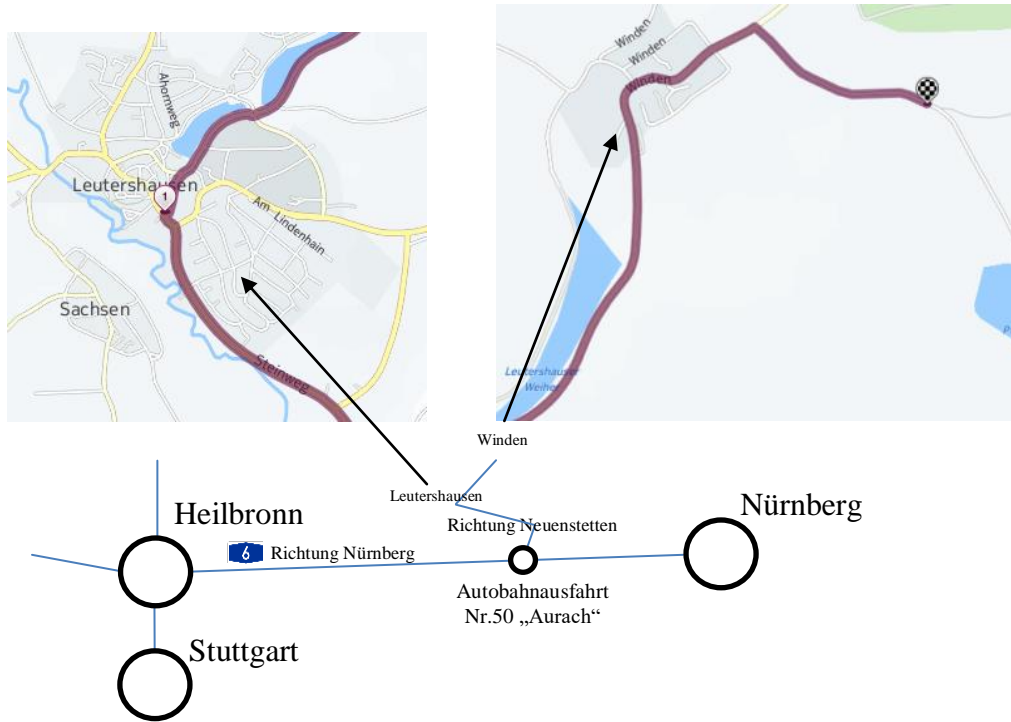 Ahornweg
Leutershausen
1
Am Lindenhain
Sachsen
Steinweg
Winden
Winden
Winden
Leutershauser
Weiher
P
Winden
Leutershausen
Richtung Neuenstetten
Heilbronn
Nürnberg
6 Richtung Nürnberg
Autobahnausfahrt
Nr.50 „Aurach“
Stuttgart